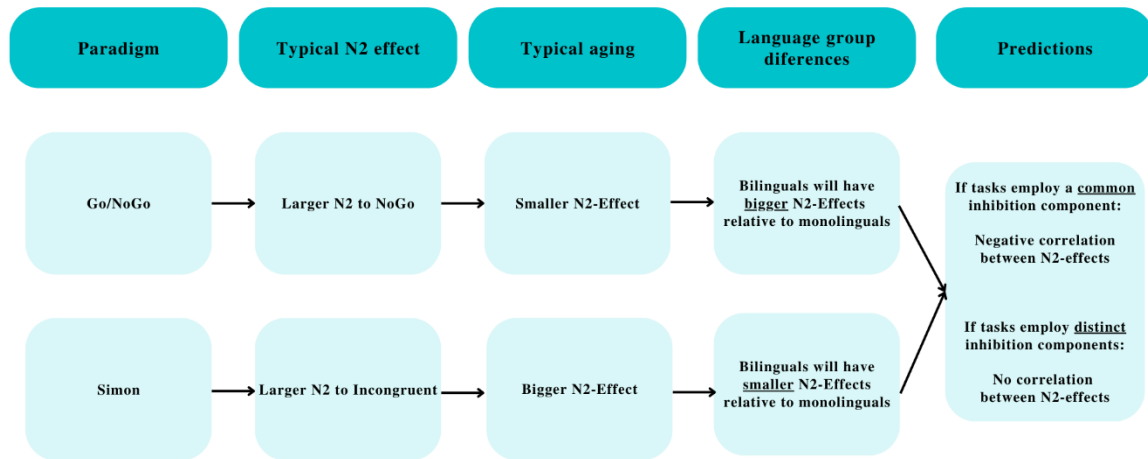 Paradigm
Typical N2 effect
Typical aging
Language group
diferences
Predictions
Go/NoGo
Larger N2 to NoGo
Smaller N2-Effect
Bilinguals will have
bigger N2-Effects
relative to monolinguals
Simon
Larger N2 to Incongruent
Bigger N2-Effect
Bilinguals will have
smaller N2-Effects
relative to monolinguals
If tasks employ a common
inhibition component:
Negative correlation
between N2-effects
If tasks employ distinct
inhibition components:
No correlation
between N2-effects